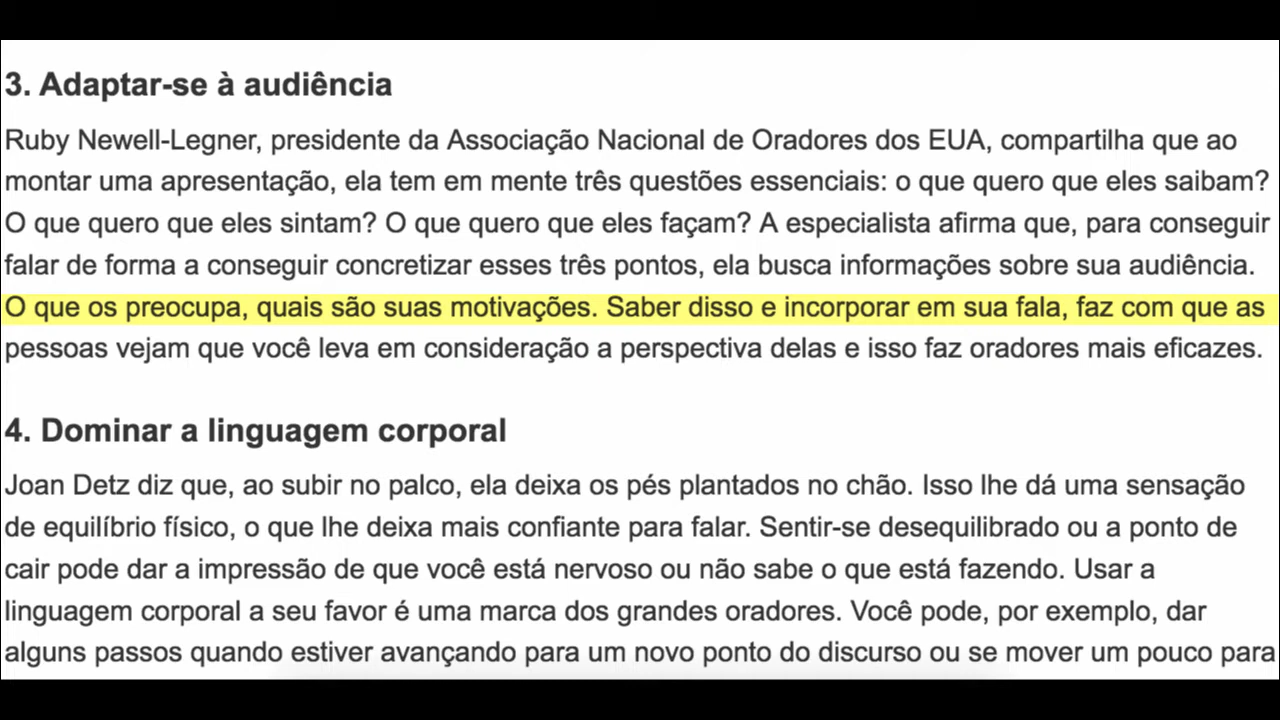 3. Adaptar-se à audiência
Ruby Newell-Legner, presidente da Associação Nacional de Oradores dos EUA, compartilha que ao
montar uma apresentação, ela tem em mente três questões essenciais: o que quero que eles saibam?
O que quero que eles sintam? O que quero que eles façam? A especialista afirma que, para conseguir
falar de forma a conseguir concretizar esses três pontos, ela busca informações sobre sua audiência.
O que os preocupa, quais são suas motivações. Saber disso e incorporar em sua fala, faz com que as
pessoas vejam que você leva em consideração a perspectiva delas e isso faz oradores mais eficazes.
4. Dominar a linguagem corporal
Joan Detz diz que, ao subir no palco, ela deixa os pés plantados no chão. Isso lhe dá uma sensação
de equilíbrio físico, o que lhe deixa mais confiante para falar. Sentir-se desequilibrado ou a ponto de
cair pode dar a impressão de que você está nervoso ou não sabe o que está fazendo. Usar a
linguagem corporal a seu favor é uma marca dos grandes oradores. Você pode, por exemplo, dar
alguns passos quando estiver avançando para um novo ponto do discurso ou se mover um pouco para